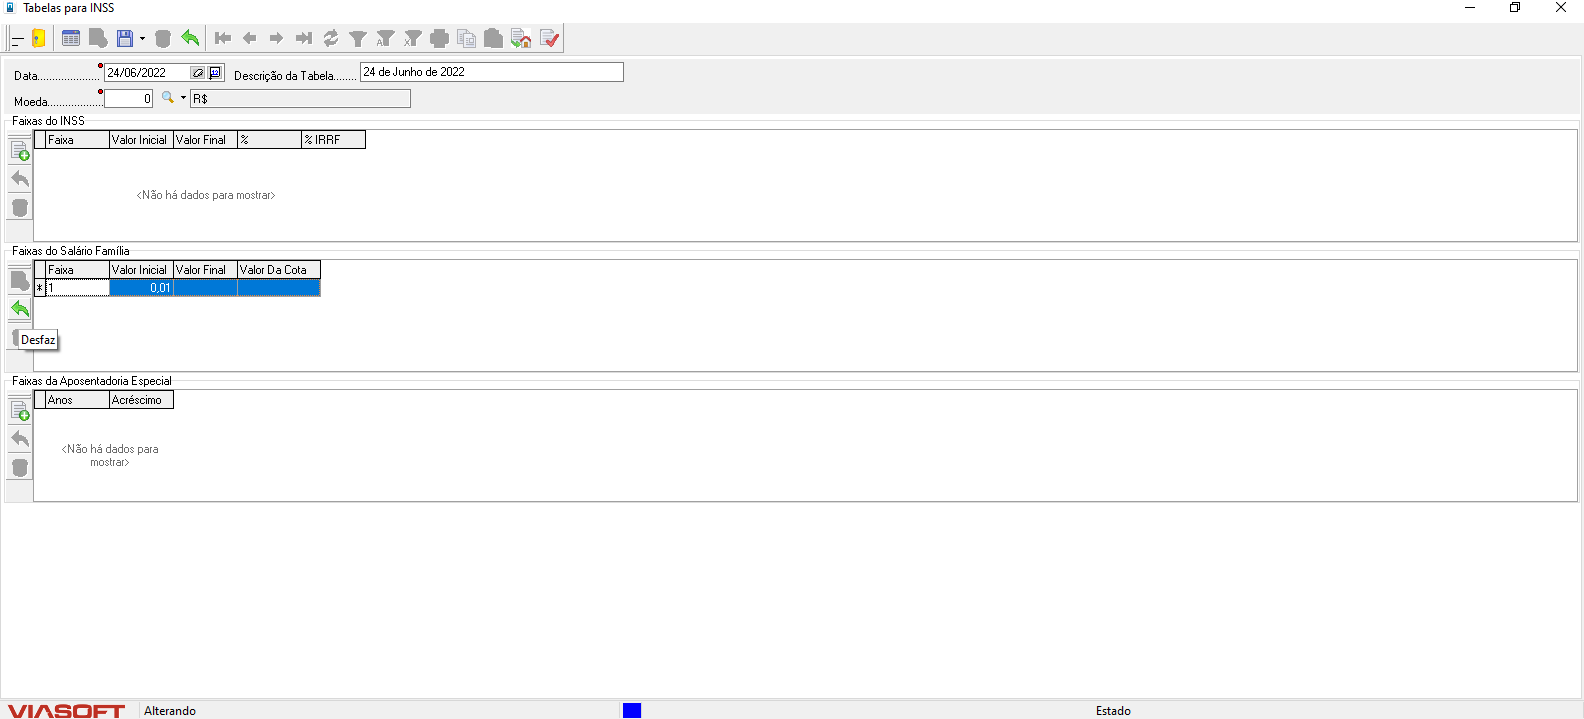 Tabelas para INSS
Data..................... 24/06/2022 Descrição da Tabela....... 24 de Junho de 2022
Moeda.................. 0 R$
Faixas do INSS
Faixa Valor Inicial Valor Final % % IRRF
<Não há dados para mostrar>
Faixas do Salário Família
Faixa Valor Inicial Valor Final Valor Da Cota
* 1 0,01
Desfaz
Faixas da Aposentadoria Especial
Anos Acréscimo
<Não há dados para
mostrar>
VIASOFT Alterando Estado